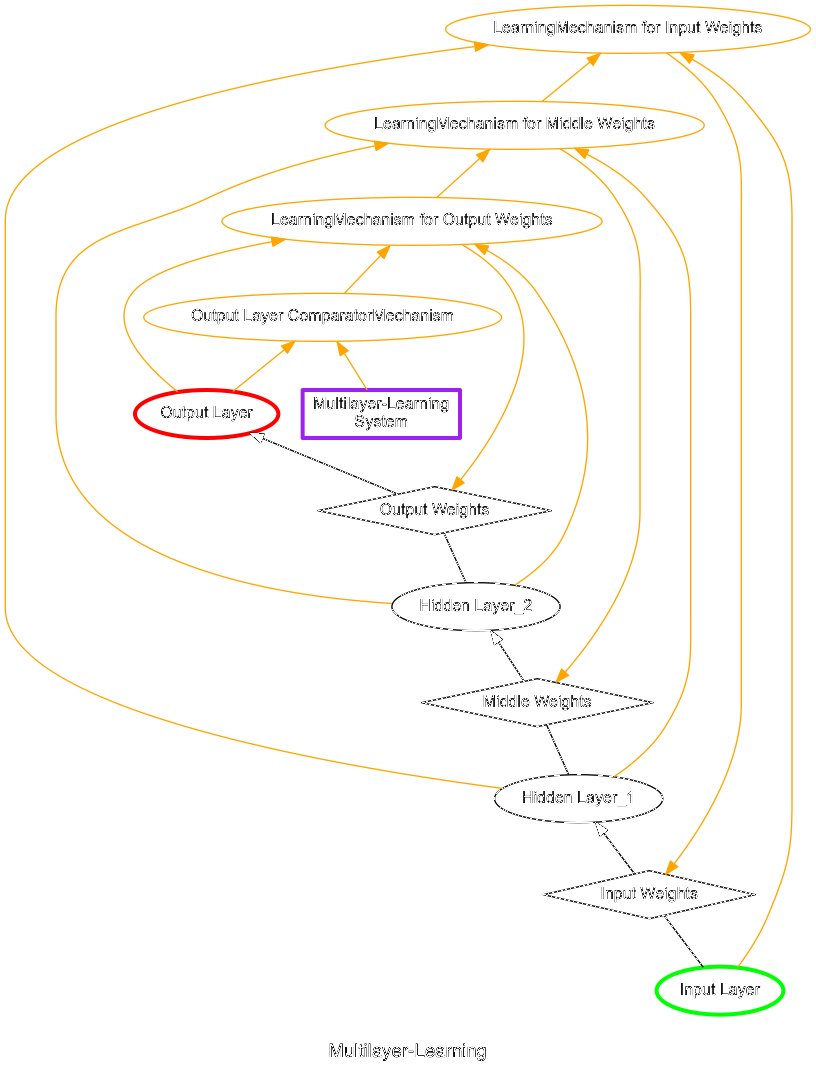 LearningMechanism for Input Weights
LearningMechanism for Middle Weights
LearningMechanism for Output Weights
Output Layer ComparatorMechanism
Output Layer
Multilayer-Learning
System
Output Weights
Hidden Layer_2
Middle Weights
Hidden Layer_1
Input Weights
Input Layer
Multilayer-Learning